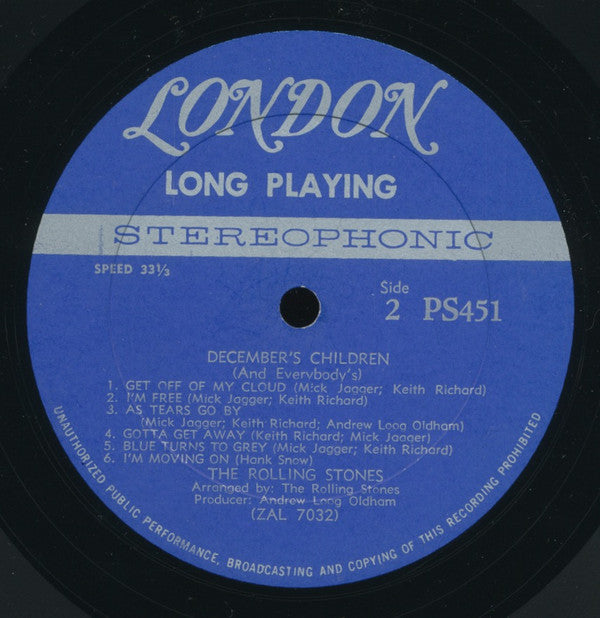 LONDON
LONG PLAYING
STEREOPHONIC
SPEED 33⅓
Side
2 PS451
DECEMBER'S CHILDREN
(And Everybody's)
1. GET OFF OF MY CLOUD (Mick Jagger; Keith Richard)
2. I'M FREE (Mick Jagger; Keith Richard)
3. AS TEARS GO BY
(Mick Jagger; Keith Richard; Andrew Loog Oldham)
4. GOTTA GET AWAY (Keith Richard; Mick Jagger)
5. BLUE TURNS TO GREY (Mick Jagger; Keith Richard)
6. I'M MOVING ON (Hank Snow)
THE ROLLING STONES
Arranged by: The Rolling Stones
Producer: Andrew Loog Oldham
(ZAL 7032)
UNAUTHORIZED PUBLIC PERFORMANCE, BROADCASTING AND COPYING OF THIS RECORDING PROHIBITED